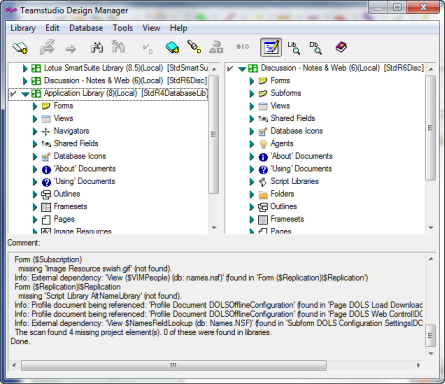 Teamstudio Design Manager
Library Edit Database Tools View Help
Lotus SmartSuite Library (8.5)(Local) [StdSmartSu
Discussion - Notes & Web (6)(Local) [StdR6Disc]
Application Library (8)(Local) [StdR4DatabaseLib]
Forms
Views
Navigators
Shared Fields
Database Icons
'About' Documents
'Using' Documents
Outlines
Framesets
Pages
Image Resources
Discussion - Notes & Web (6)(Local) [StdR6Disc]
Forms
Subforms
Views
Shared Fields
Database Icons
Agents
'About' Documents
'Using' Documents
Script Libraries
Folders
Outlines
Framesets
Pages
Comment:
Form ($Subscription)
missing 'Image Resource swish.gif' (not found).
Info: External dependency: 'View ($VIMPeople) (db: names.nsf)' (found in 'Form ($Replication)|$Replication')
Form ($Replication)|$Replication
missing 'Script Library AltNameLibrary' (not found).
Info: Profile document being referenced: 'Profile Document DOLSOfflineConfiguration' (found in 'Page DOLS Load Download
Info: Profile document being referenced: 'Profile Document DOLSOfflineConfiguration' (found in 'Page DOLS Web Control|DO
Info: External dependency: 'View $NamesFieldLookup (db: Names.NSF)' (found in 'Subform DOLS Configuration Settings|DO
The scan found 4 missing project element(s). 0 of these were found in libraries.
Done.